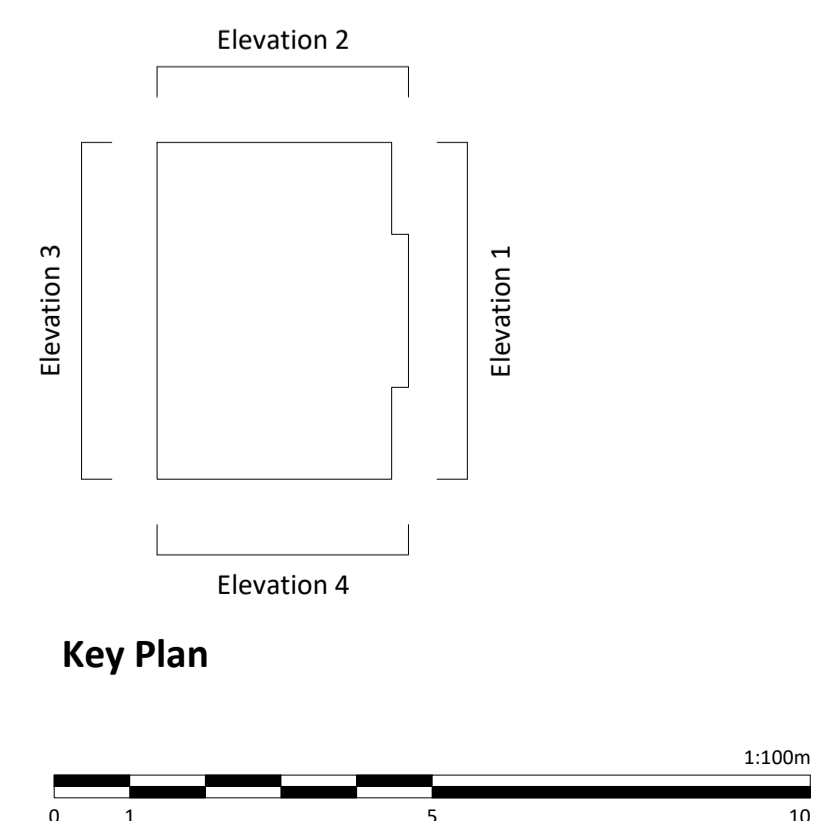 Elevation 2
Elevation 3
Elevation 1
Elevation 4
Key Plan
1:100m
0 1 5 10